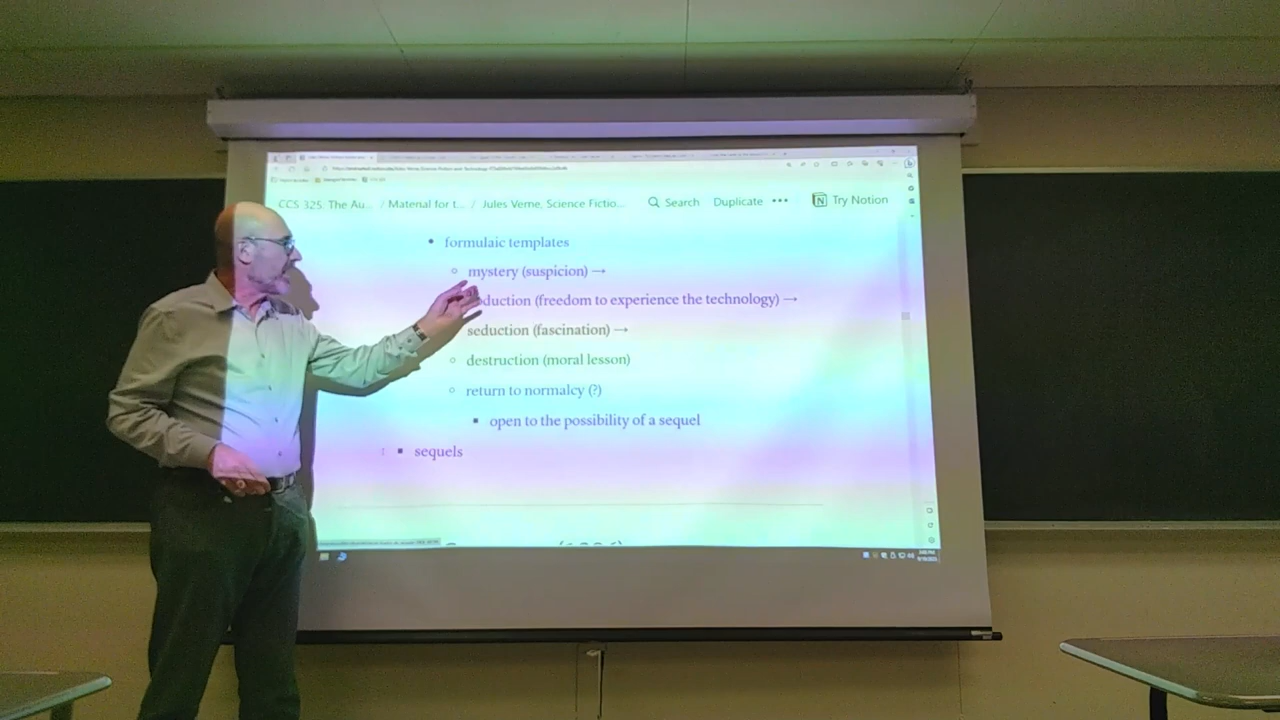 CCS 325: The Au... / Material for t... / Jules Verne, Science Fictio... Search Duplicate ••• Try Notion
• formulaic templates
◦ mystery (suspicion) →
duction (freedom to experience the technology) →
seduction (fascination) →
◦ destruction (moral lesson)
◦ return to normalcy (?)
▪ open to the possibility of a sequel
▪ sequels